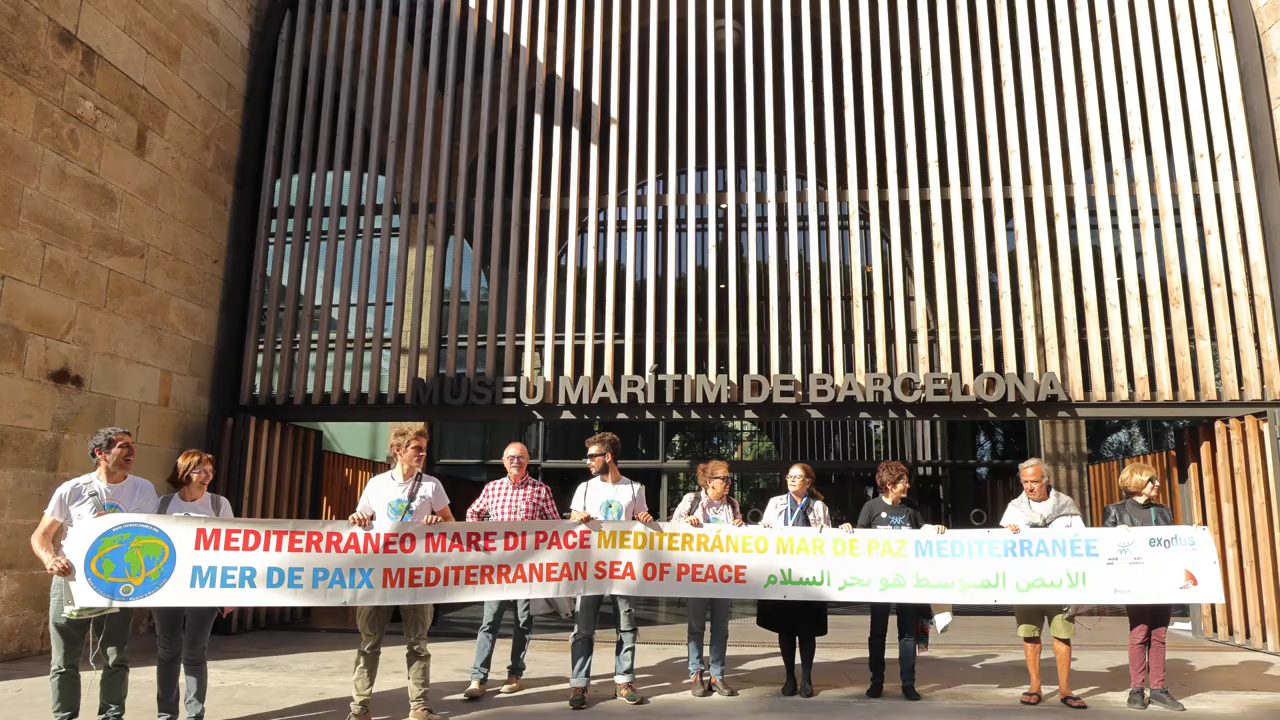 MUSEU MARÍTIM DE BARCELONA
MEDITERRANEO MARE DI PACE MEDITERRÁNEO MAR DE PAZ MEDITERRANÉE
MER DE PAIX MEDITERRANEAN SEA OF PEACE الأبيض المتوسط هو بحر السلام
exodus